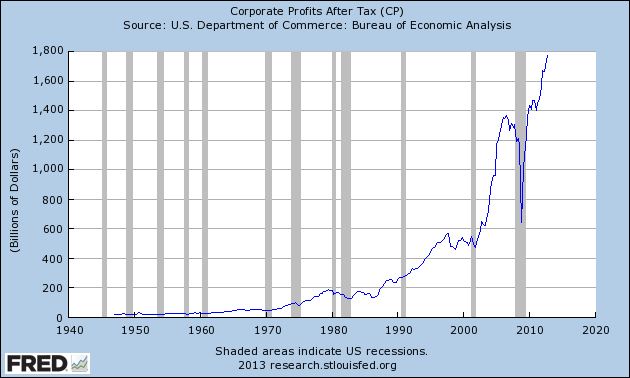 Corporate Profits After Tax (CP)
Source: U.S. Department of Commerce: Bureau of Economic Analysis
1,800
1,600
1,400
1,200
1,000
800
600
400
200
0
(Billions of Dollars)
1940 1950 1960 1970 1980 1990 2000 2010 2020
Shaded areas indicate US recessions.
2013 research.stlouisfed.org
FRED